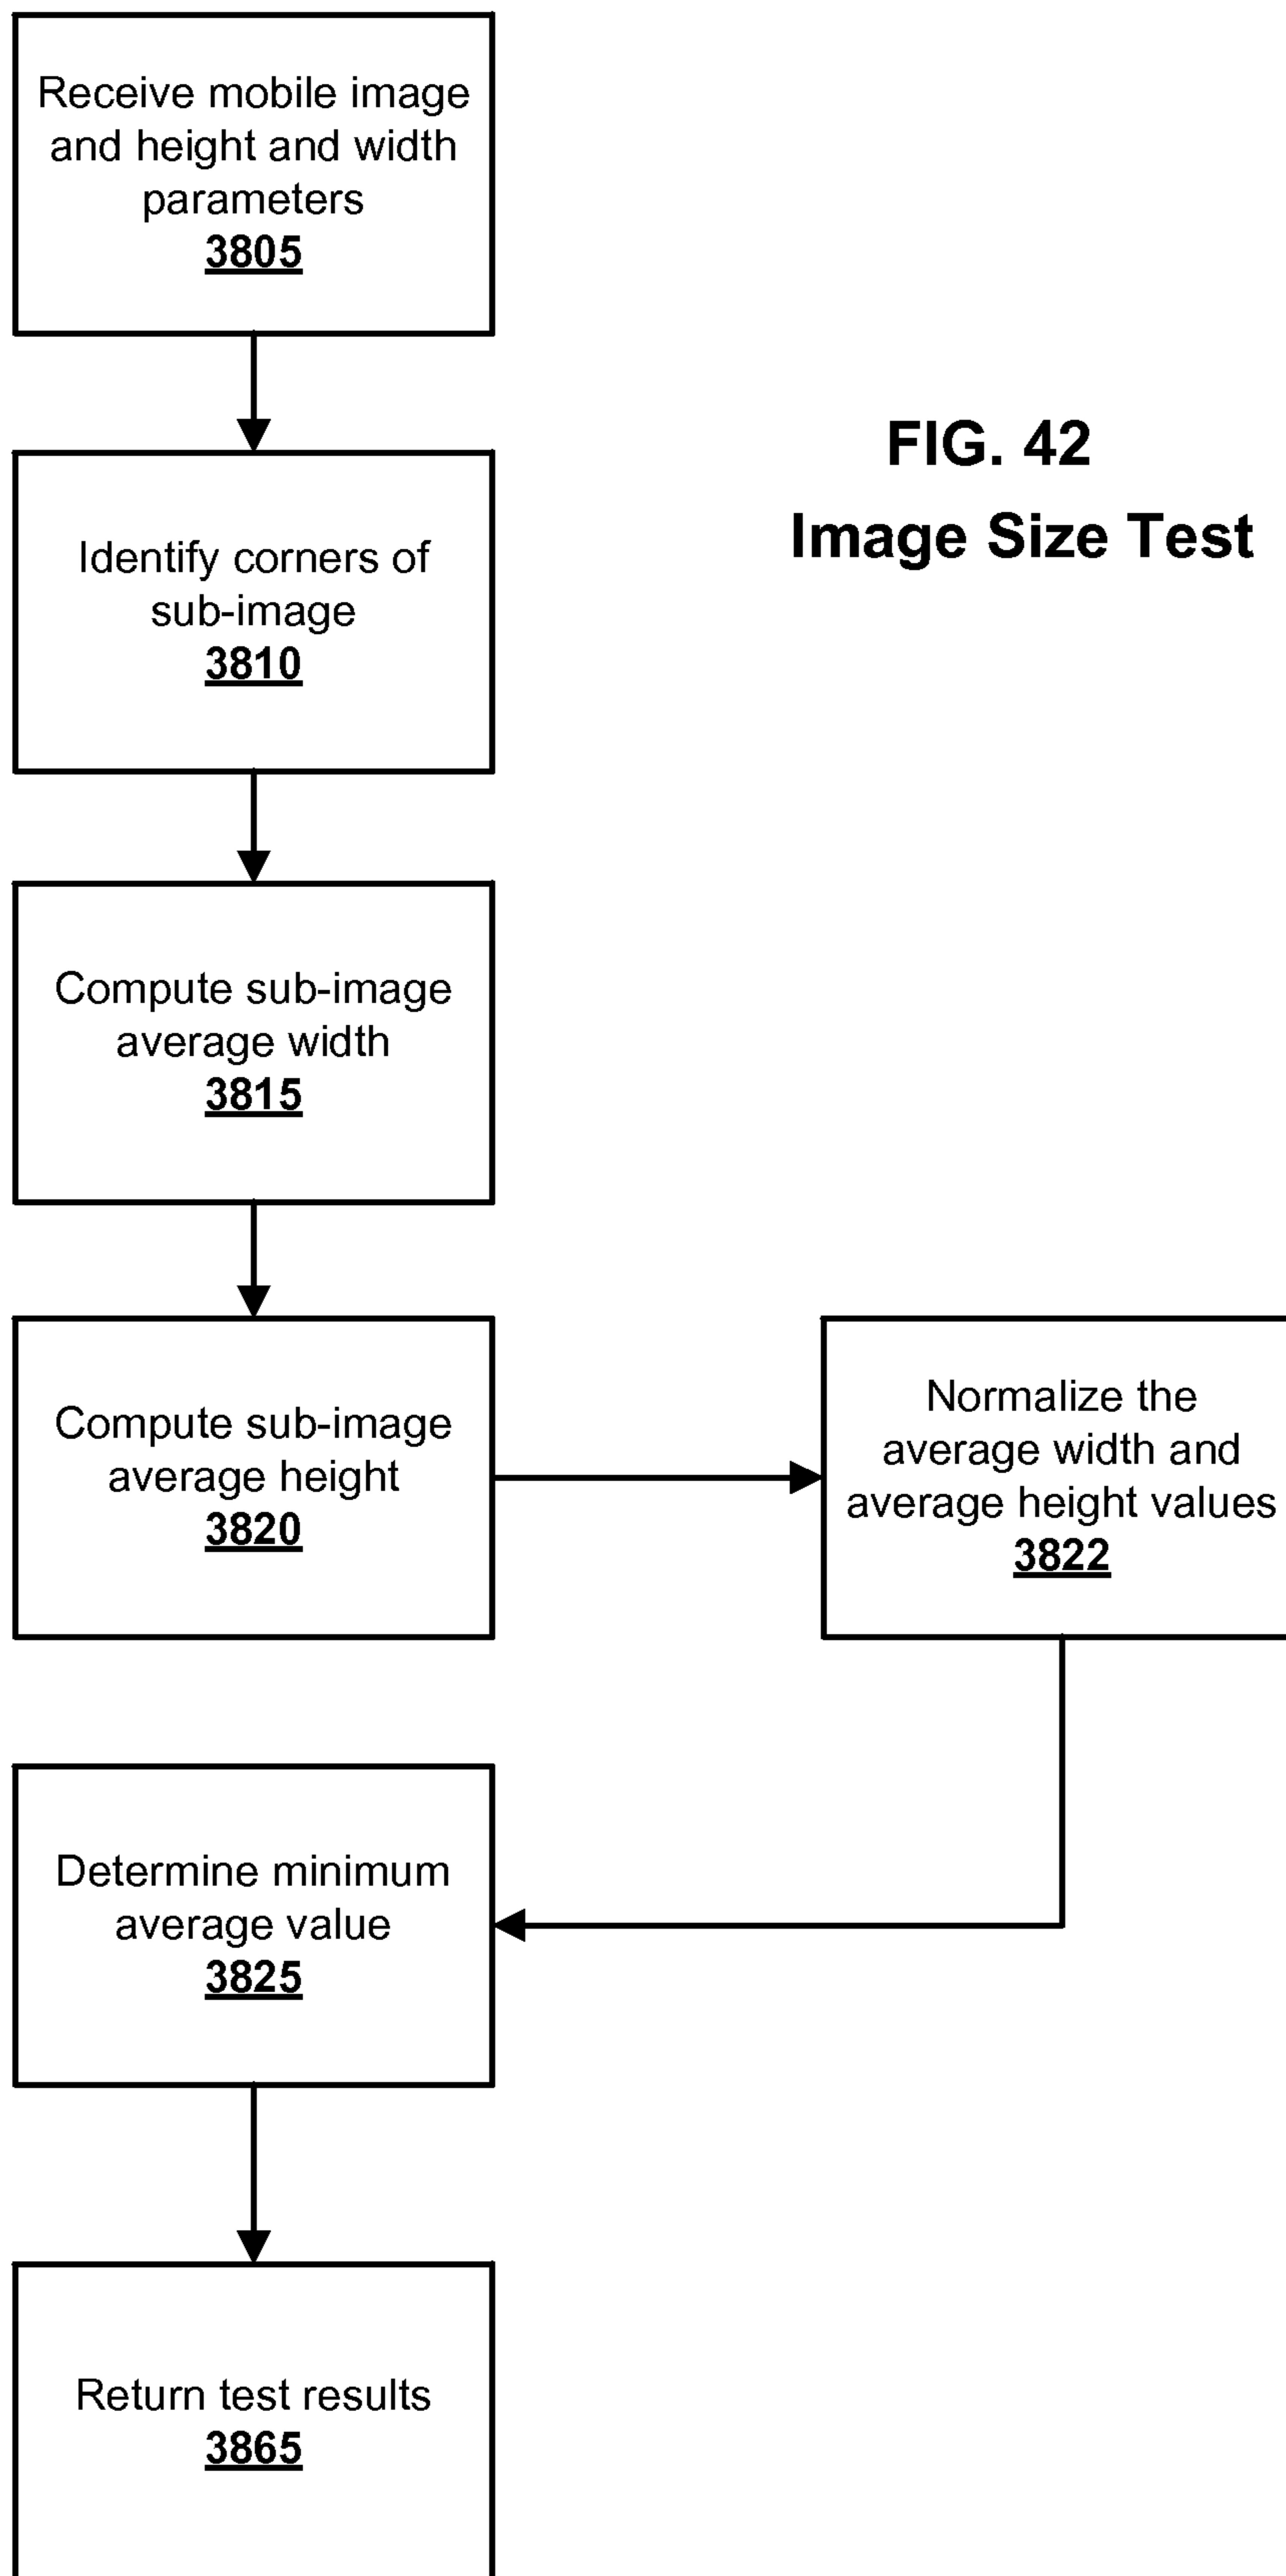 Receive mobile image
and height and width
parameters
3805
FIG. 42
Image Size Test
Identify corners of
sub-image
3810
Compute sub-image
average width
3815
Compute sub-image
average height
3820
Normalize the
average width and
average height values
3822
Determine minimum
average value
3825
Return test results
3865